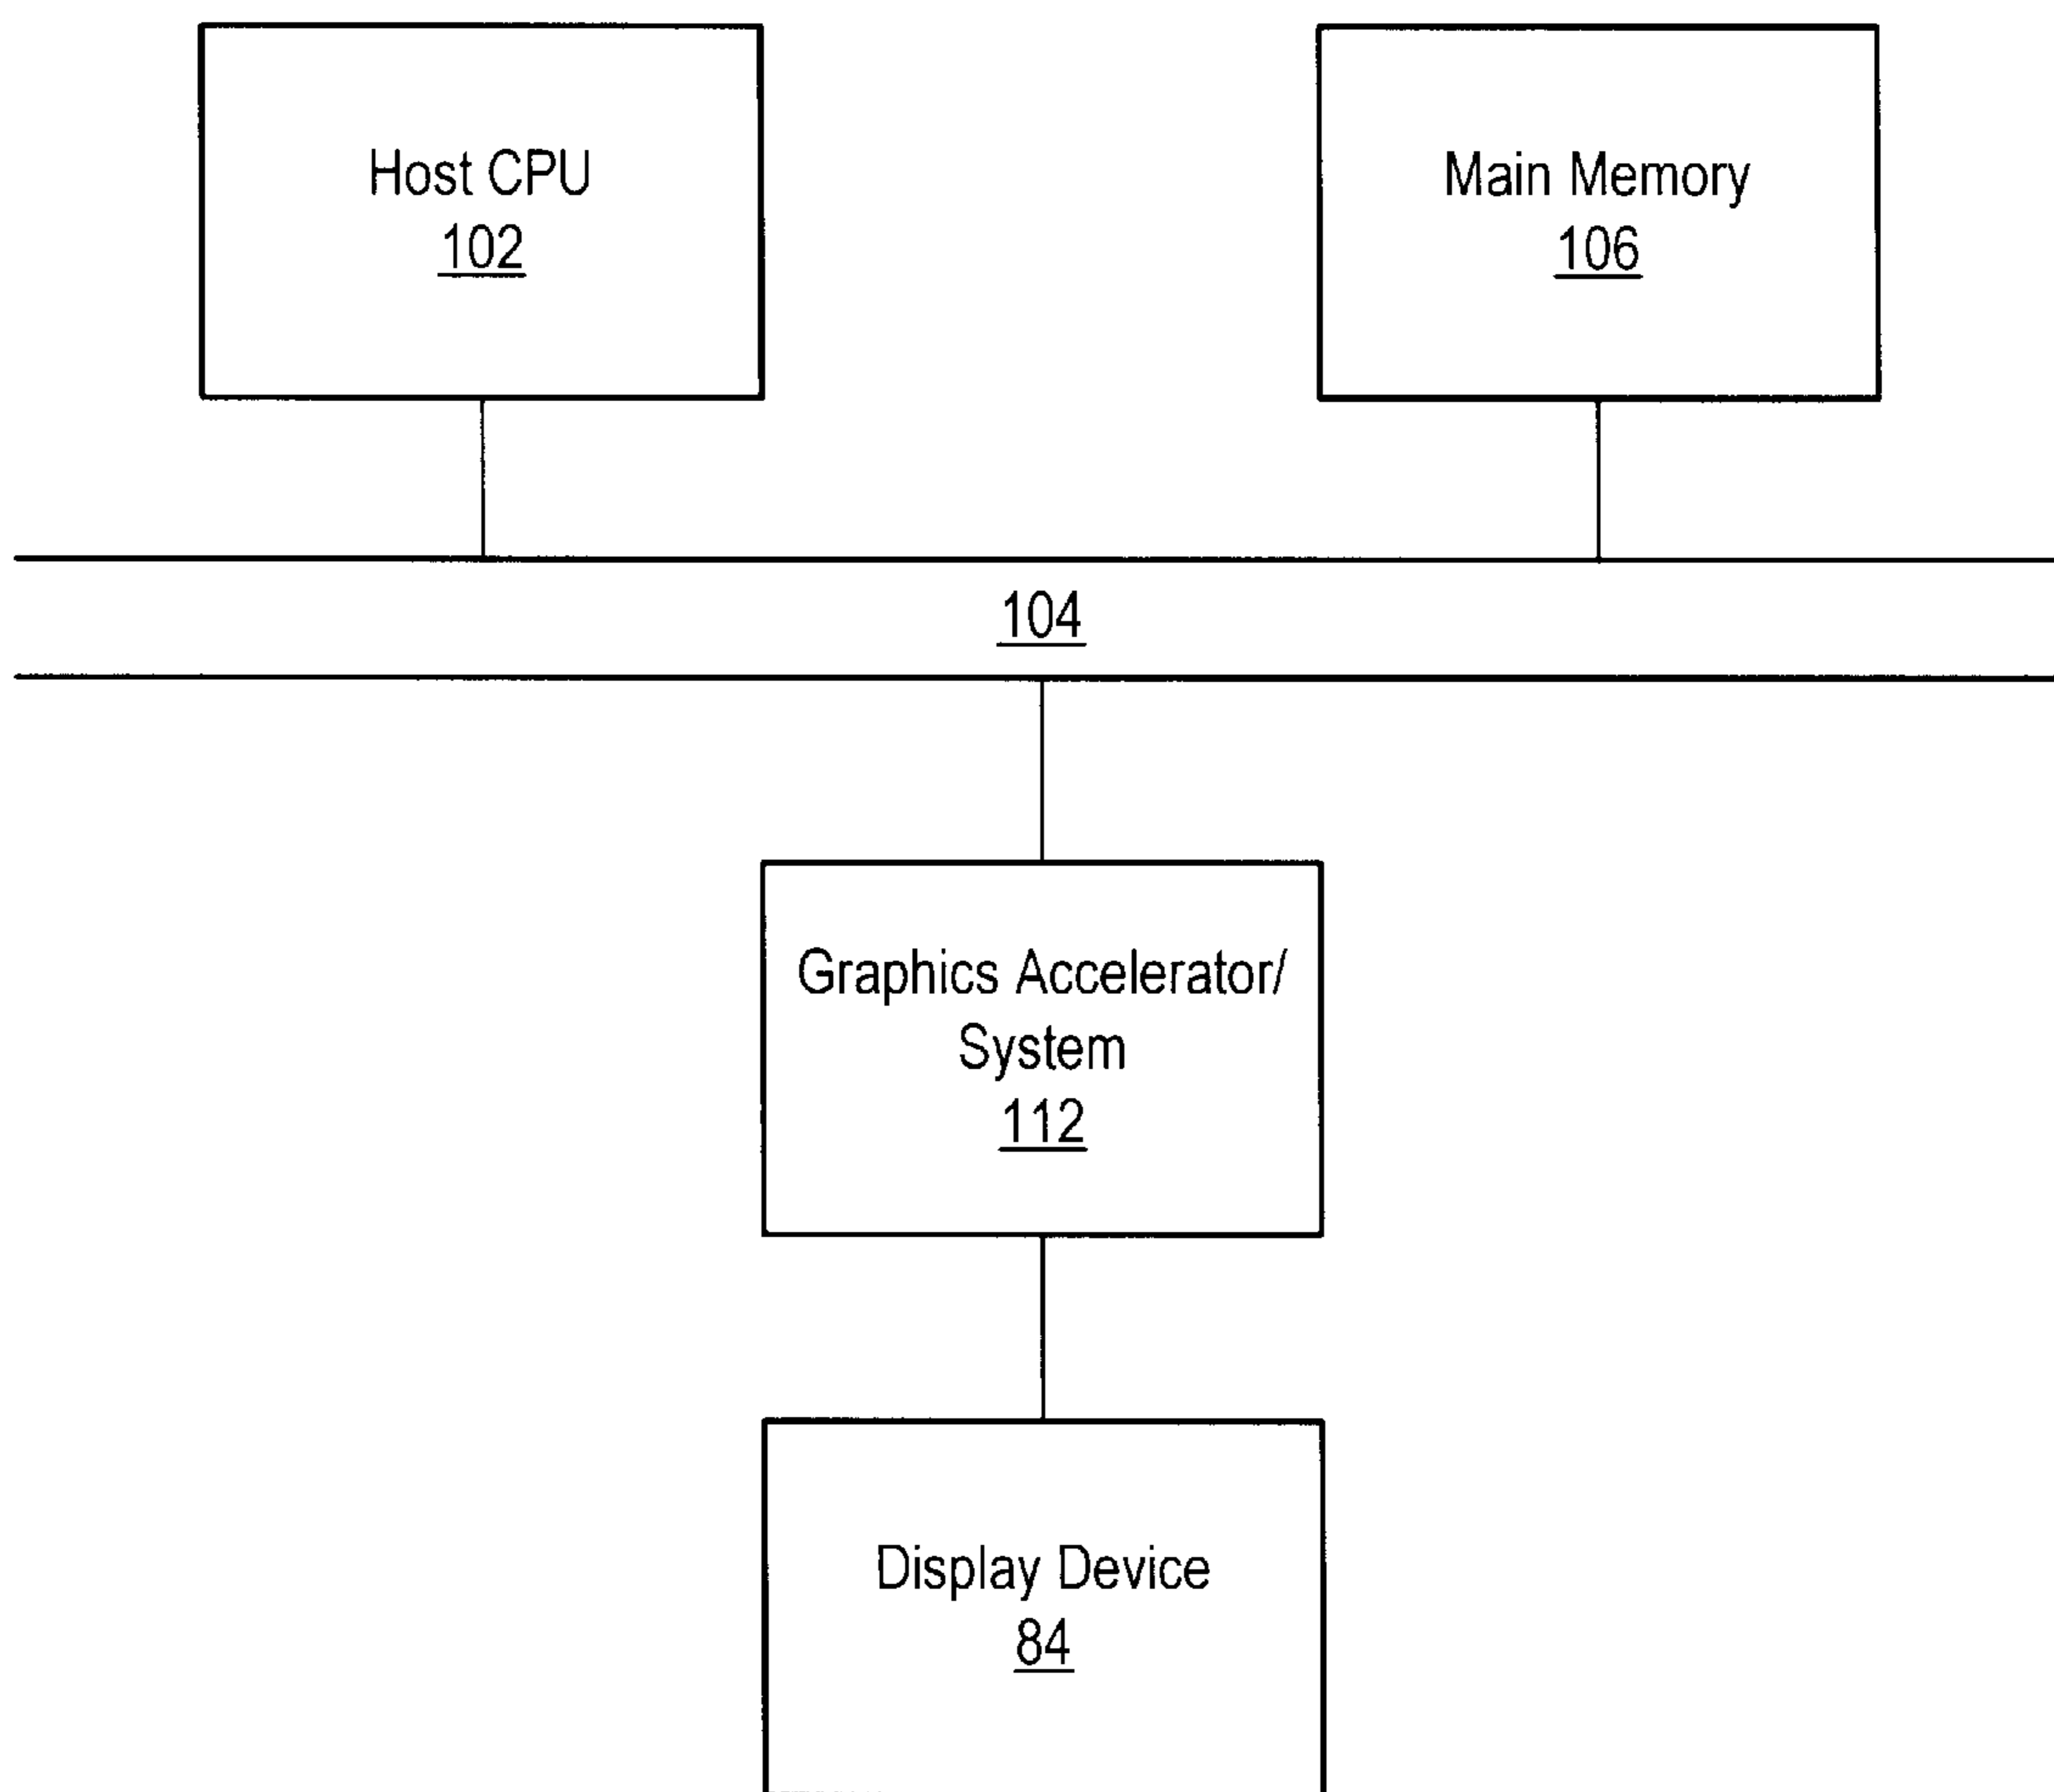 Host CPU
102
Main Memory
106
104
Graphics Accelerator/
System
112
Display Device
84